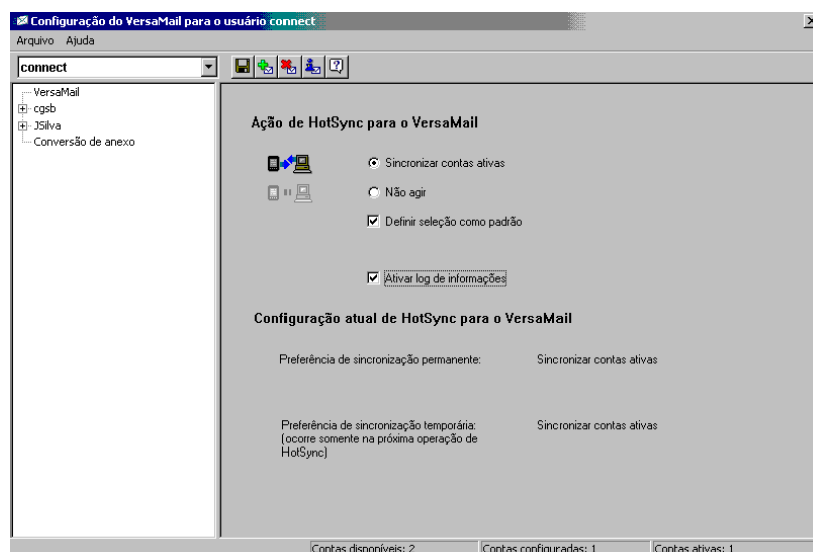 Configuração do VersaMail para o usuário connect
Arquivo Ajuda
connect
VersaMail
cgsb
JSilva
Conversão de anexo
Ação de HotSync para o VersaMail
Sincronizar contas ativas
Não agir
Definir seleção como padrão
Ativar log de informações
Configuração atual de HotSync para o VersaMail
Preferência de sincronização permanente: Sincronizar contas ativas
Preferência de sincronização temporária: Sincronizar contas ativas
(ocorre somente na próxima operação de
HotSync)
Contas disponíveis: 2 Contas configuradas: 1 Contas ativas: 1